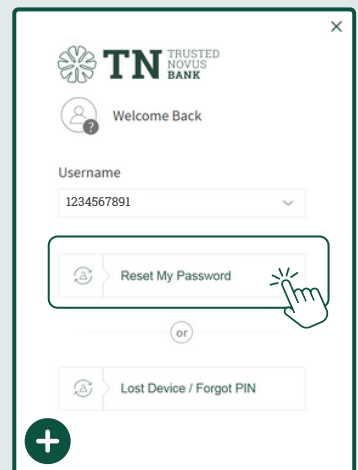 TN TRUSTED
NOVUS
BANK
Welcome Back
Username
1234567891
Reset My Password
or
Lost Device / Forgot PIN